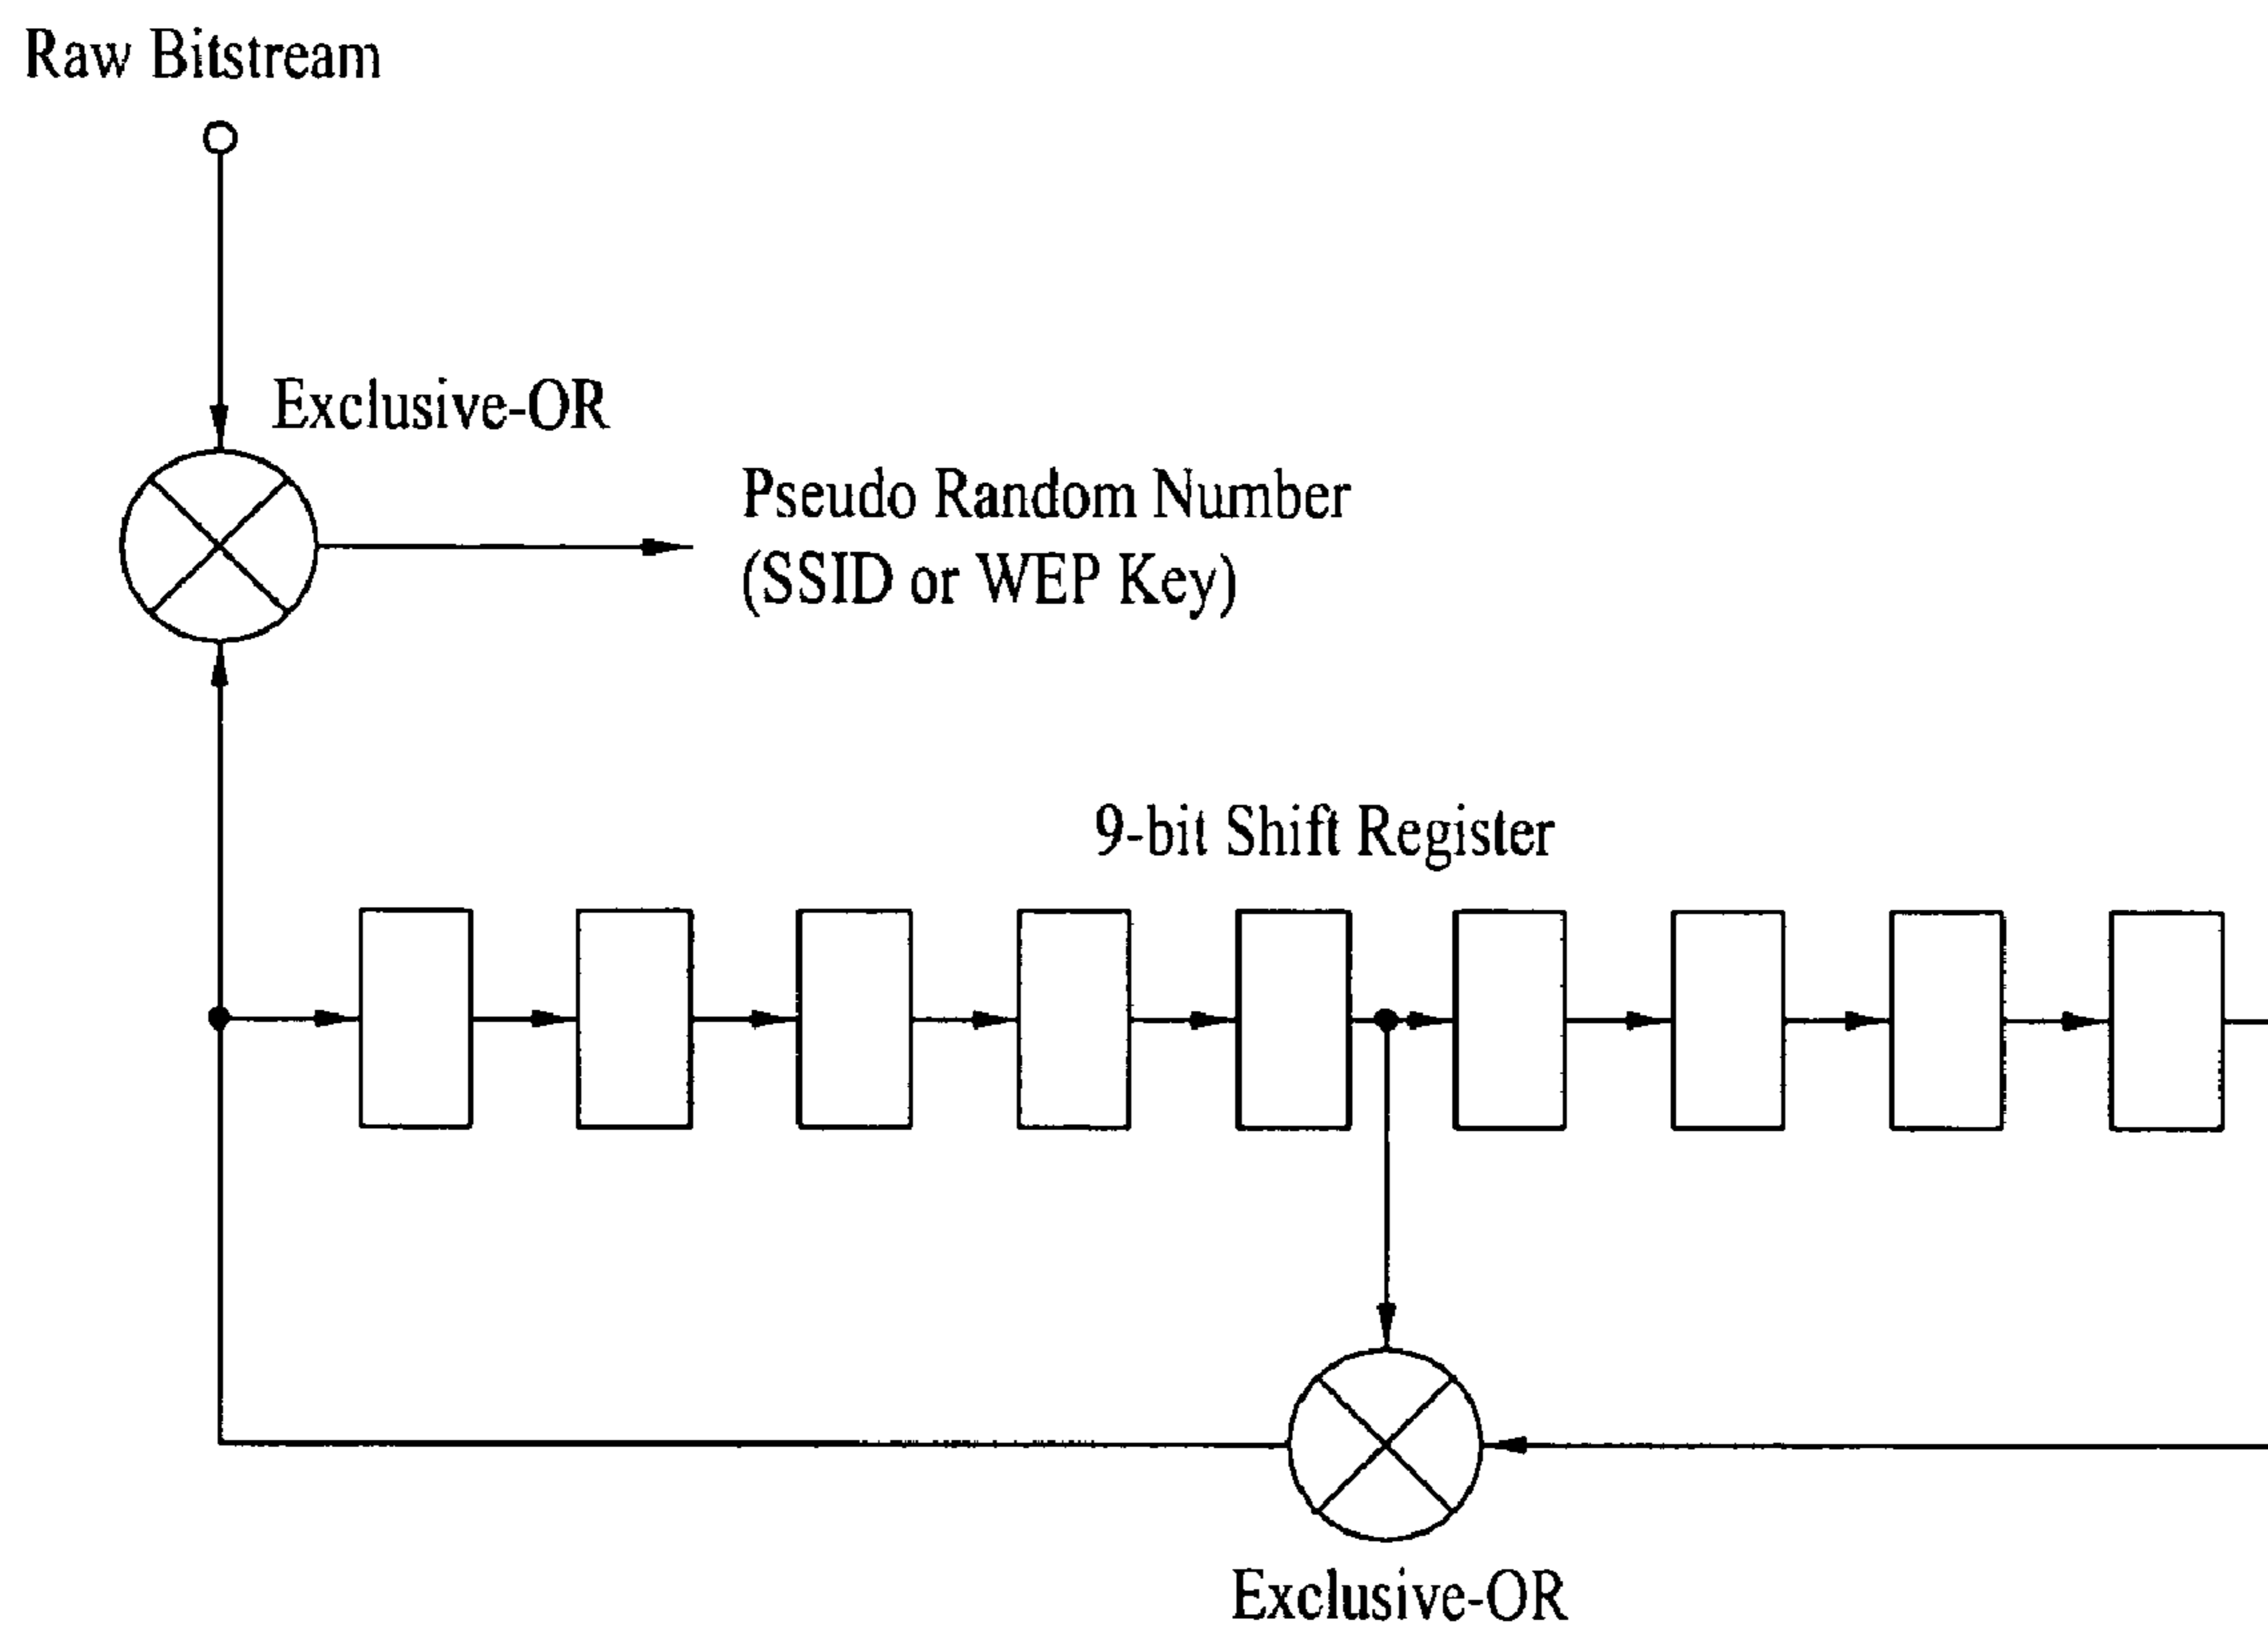 Raw Bitstream
Exclusive-OR
Pseudo Random Number
(SSID or WEP Key)
9-bit Shift Register
Exclusive-OR